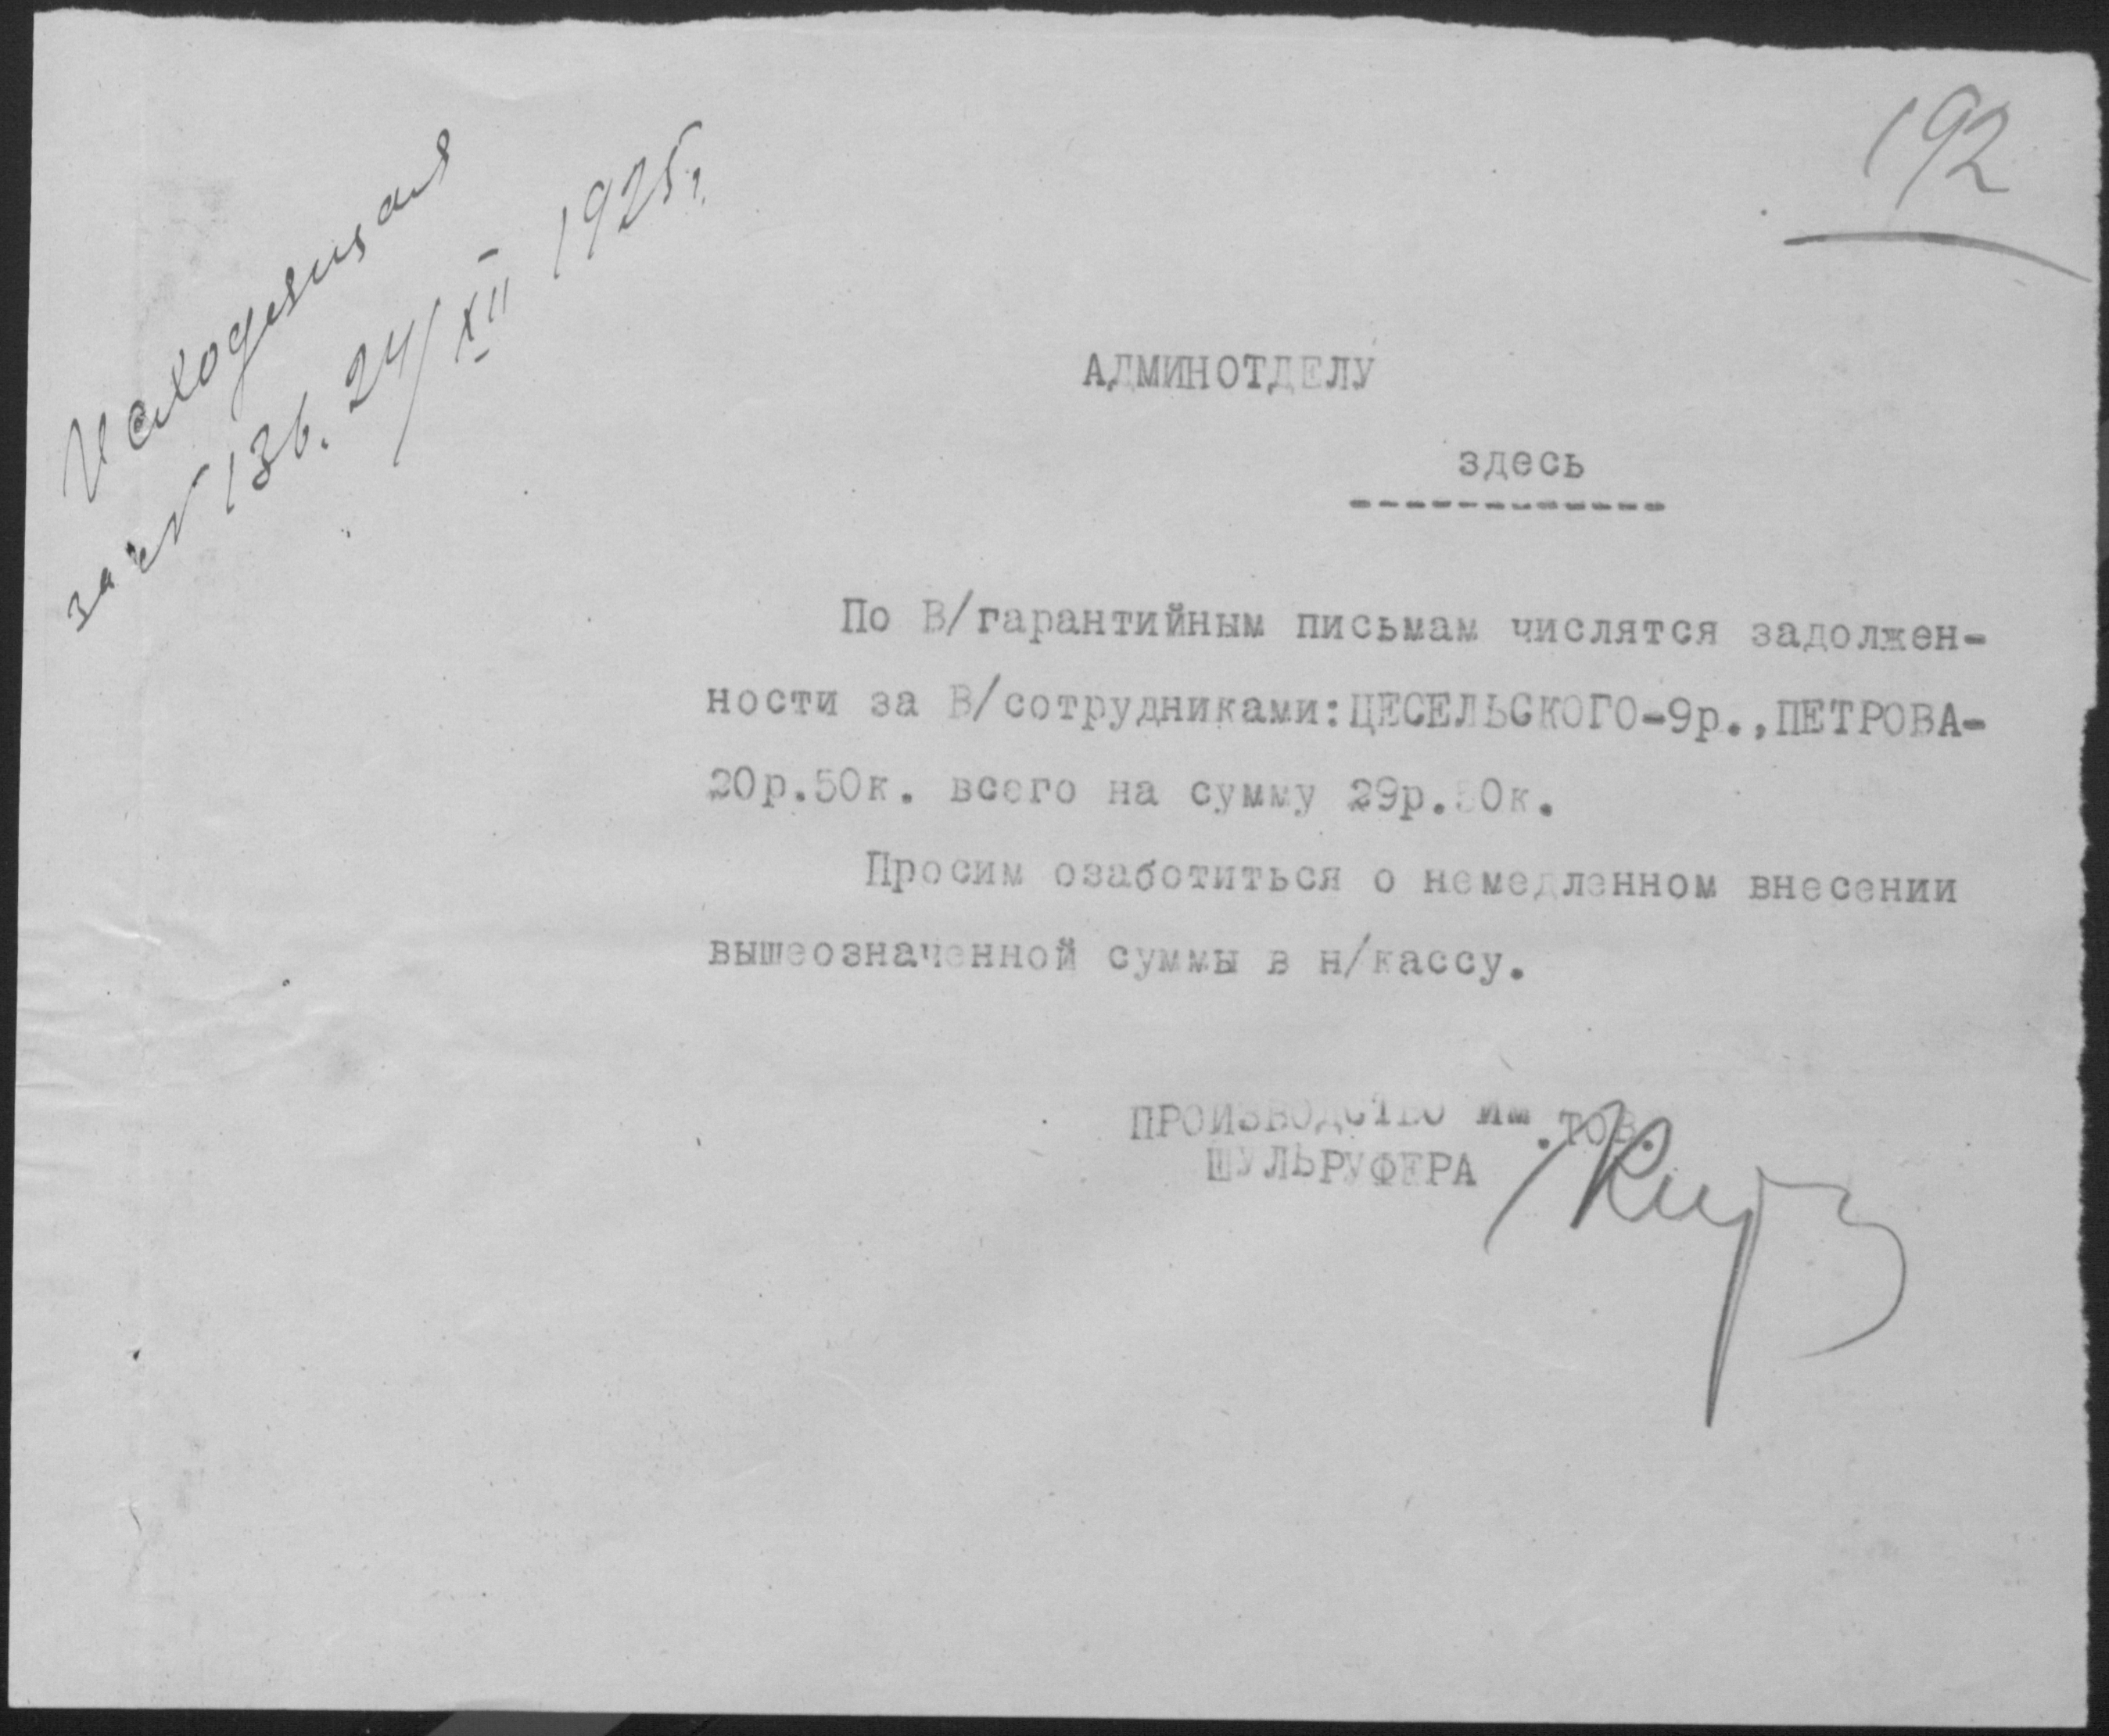 192
Исходящая
за № 136. 24/XII 1925г.
АДМИНОТДЕЛУ
здесь
По В/гарантийным письмам числятся задолжен-
ности за В/сотрудниками:ЦЕСЕЛЬСКОГО-9р.,ПЕТРОВА-
20р.50к. всего на сумму 29р.50к.
Просим озаботиться о немедленном внесении
вышеозначенной суммы в н/кассу.
ПРОИЗВОДСТВО им.тов.
ШУЛЬРУФЕРА